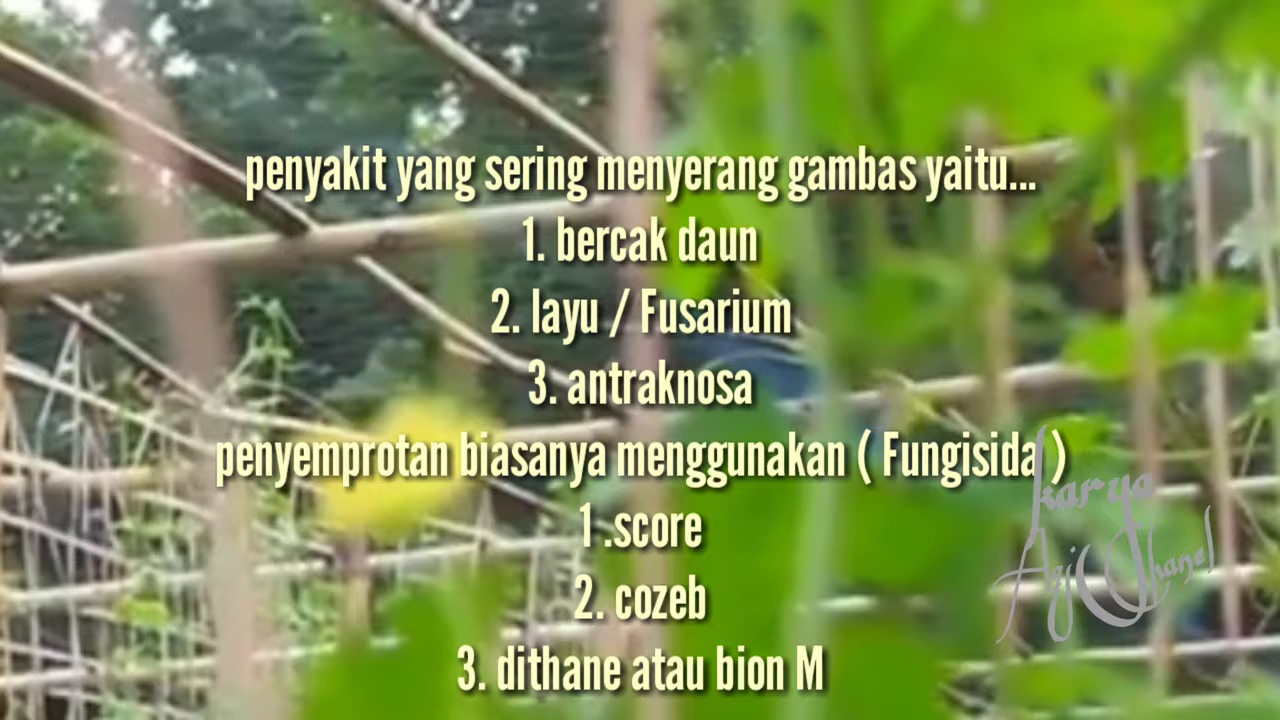 penyakit yang sering menyerang gambas yaitu...
1. bercak daun
2. layu / Fusarium
3. antraknosa
penyemprotan biasanya menggunakan ( Fungisida )
1 .score
2. cozeb
3. dithane atau bion M
karya
Aji Chanel